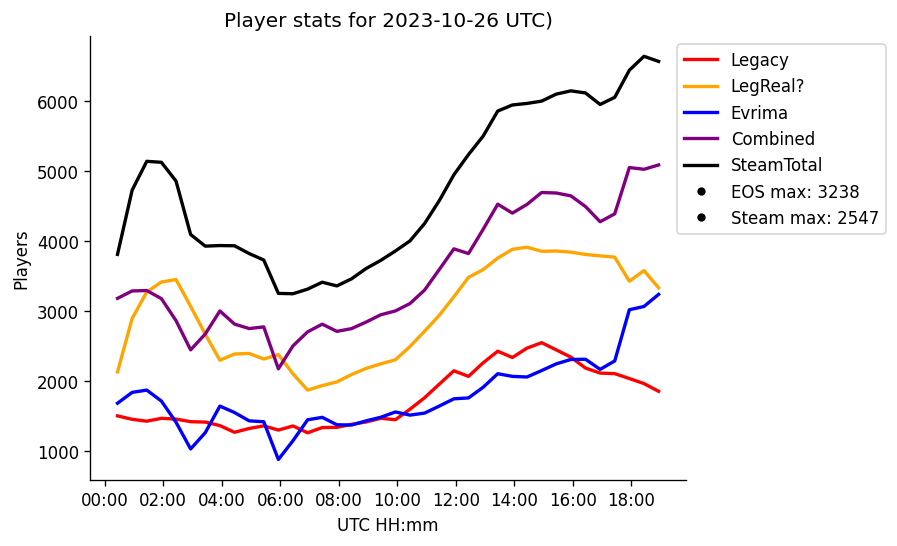 Player stats for 2023-10-26 UTC)
Legacy
LegReal?
Evrima
Combined
SteamTotal
EOS max: 3238
Steam max: 2547
Players
6000
5000
4000
3000
2000
1000
00:00 02:00 04:00 06:00 08:00 10:00 12:00 14:00 16:00 18:00
UTC HH:mm